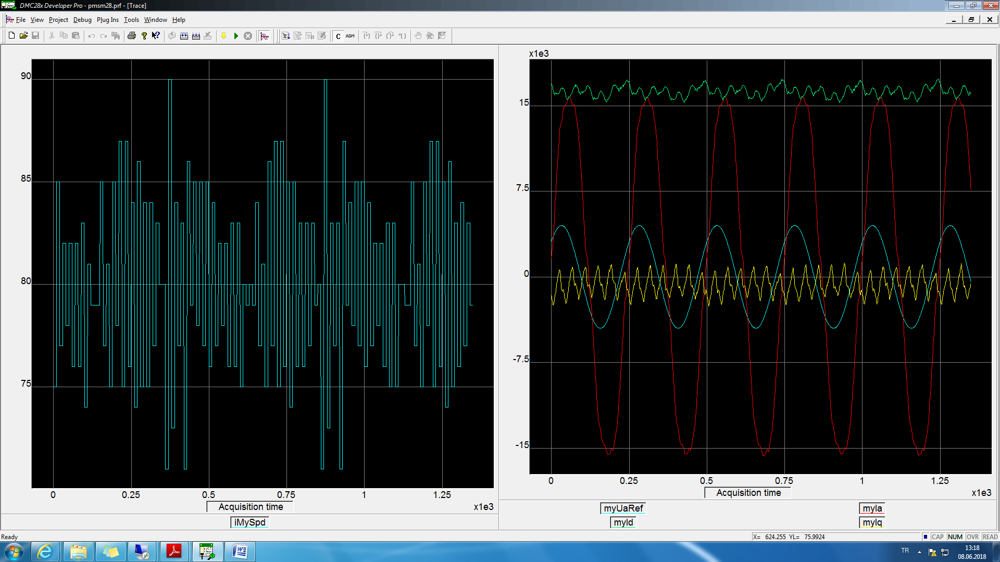 DMC28x Developer Pro - pmsm28.prf - [Trace]
File View Project Debug Plug Ins Tools Window Help
C ASM
90
85
80
75
0 0.25 0.5 0.75 1 1.25
Acquisition time x1e3
iMySpd
x1e3
15
7.5
0
-7.5
-15
0 0.25 0.5 0.75 1 1.25
Acquisition time x1e3
myUaRef myIa
myId myIq
Ready X= 624.255 YL= 75.9924 CAP NUM OVR READ
TR 13:18
08.06.2018